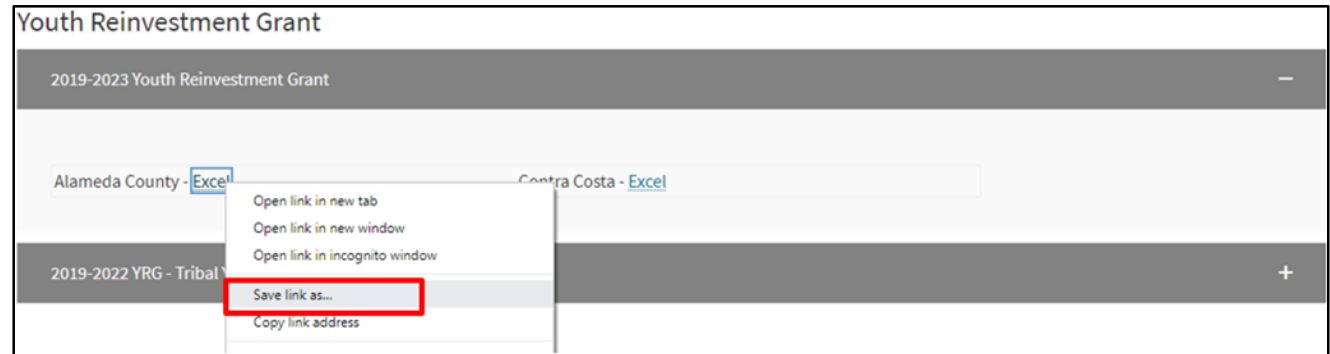 Youth Reinvestment Grant
2019-2023 Youth Reinvestment Grant
Alameda County - Excel
Contra Costa - Excel
Open link in new tab
Open link in new window
Open link in incognito window
2019-2022 YRG - Tribal
Save link as...
Copy link address